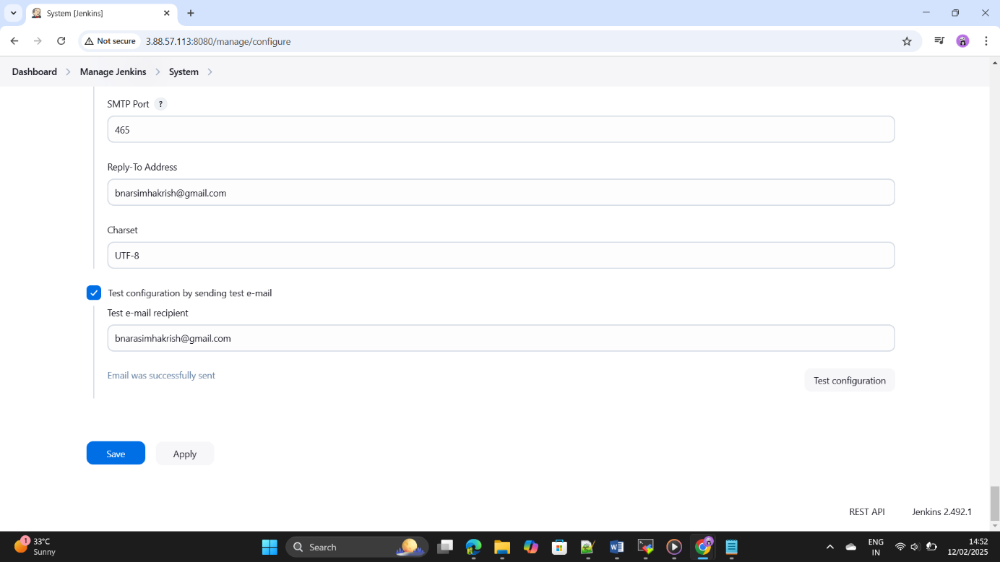 System [Jenkins]
Not secure
3.88.57.113:8080/manage/configure
Dashboard
Manage Jenkins
System
SMTP Port ?
465
Reply-To Address
bnarsimhakrish@gmail.com
Charset
UTF-8
Test configuration by sending test e-mail
Test e-mail recipient
bnarasimhakrish@gmail.com
Email was successfully sent
Test configuration
Save
Apply
REST API
Jenkins 2.492.1
1
33°C
Sunny
Search
ENG
IN
14:52
12/02/2025